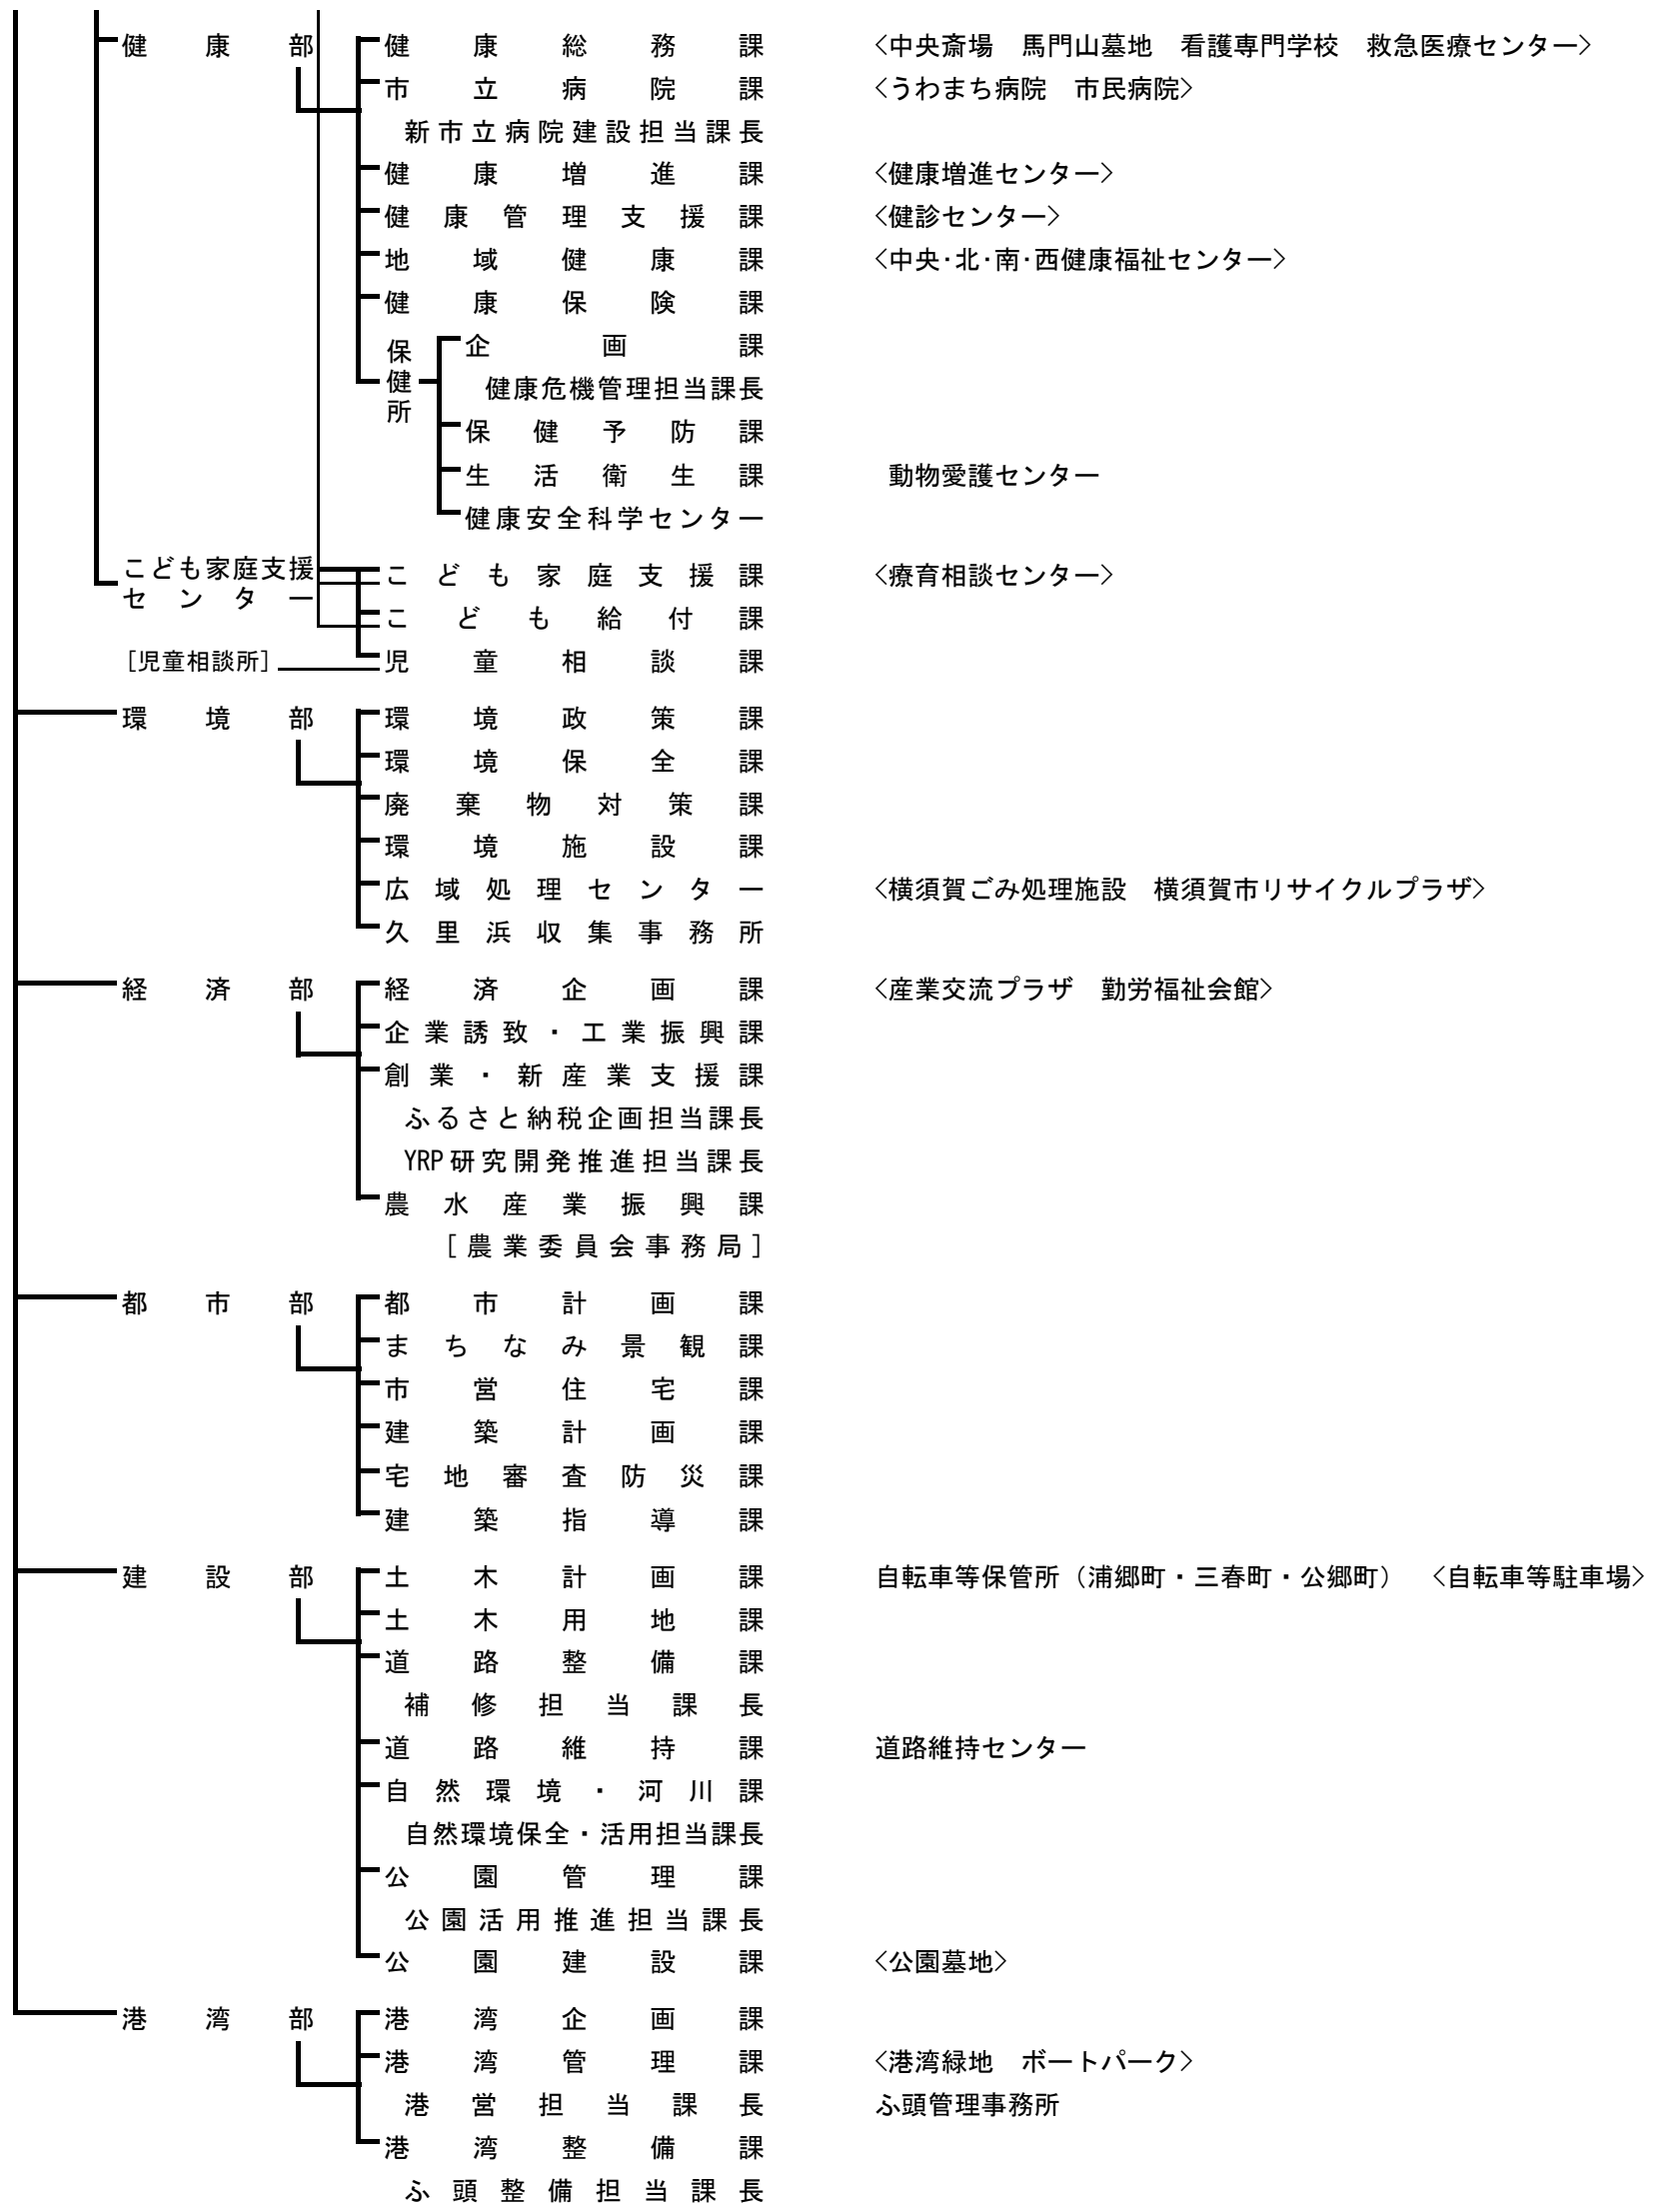 健康部 健康総務課 〈中央斎場　馬門山墓地　看護専門学校　救急医療センター〉
市立病院課 〈うわまち病院　市民病院〉
新市立病院建設担当課長
健康増進課 〈健康増進センター〉
健康管理支援課 〈健診センター〉
地域健康課 〈中央･北･南･西健康福祉センター〉
健康保険課
保健所 企画課
健康危機管理担当課長
保健予防課
生活衛生課 動物愛護センター
健康安全科学センター
こども家庭支援センター こども家庭支援課 〈療育相談センター〉
こども給付課
［児童相談所］ 児童相談課
環境部 環境政策課
環境保全課
廃棄物対策課
環境施設課
広域処理センター 〈横須賀ごみ処理施設　横須賀市リサイクルプラザ〉
久里浜収集事務所
経済部 経済企画課 〈産業交流プラザ　勤労福祉会館〉
企業誘致・工業振興課
創業・新産業支援課
ふるさと納税企画担当課長
YRP研究開発推進担当課長
農水産業振興課
［農業委員会事務局］
都市部 都市計画課
まちなみ景観課
市営住宅課
建築計画課
宅地審査防災課
建築指導課
建設部 土木計画課 自転車等保管所（浦郷町・三春町・公郷町）　〈自転車等駐車場〉
土木用地課
道路整備課
補修担当課長
道路維持課 道路維持センター
自然環境・河川課
自然環境保全・活用担当課長
公園管理課
公園活用推進担当課長
公園建設課 〈公園墓地〉
港湾部 港湾企画課
港湾管理課 〈港湾緑地　ボートパーク〉
港営担当課長 ふ頭管理事務所
港湾整備課
ふ頭整備担当課長